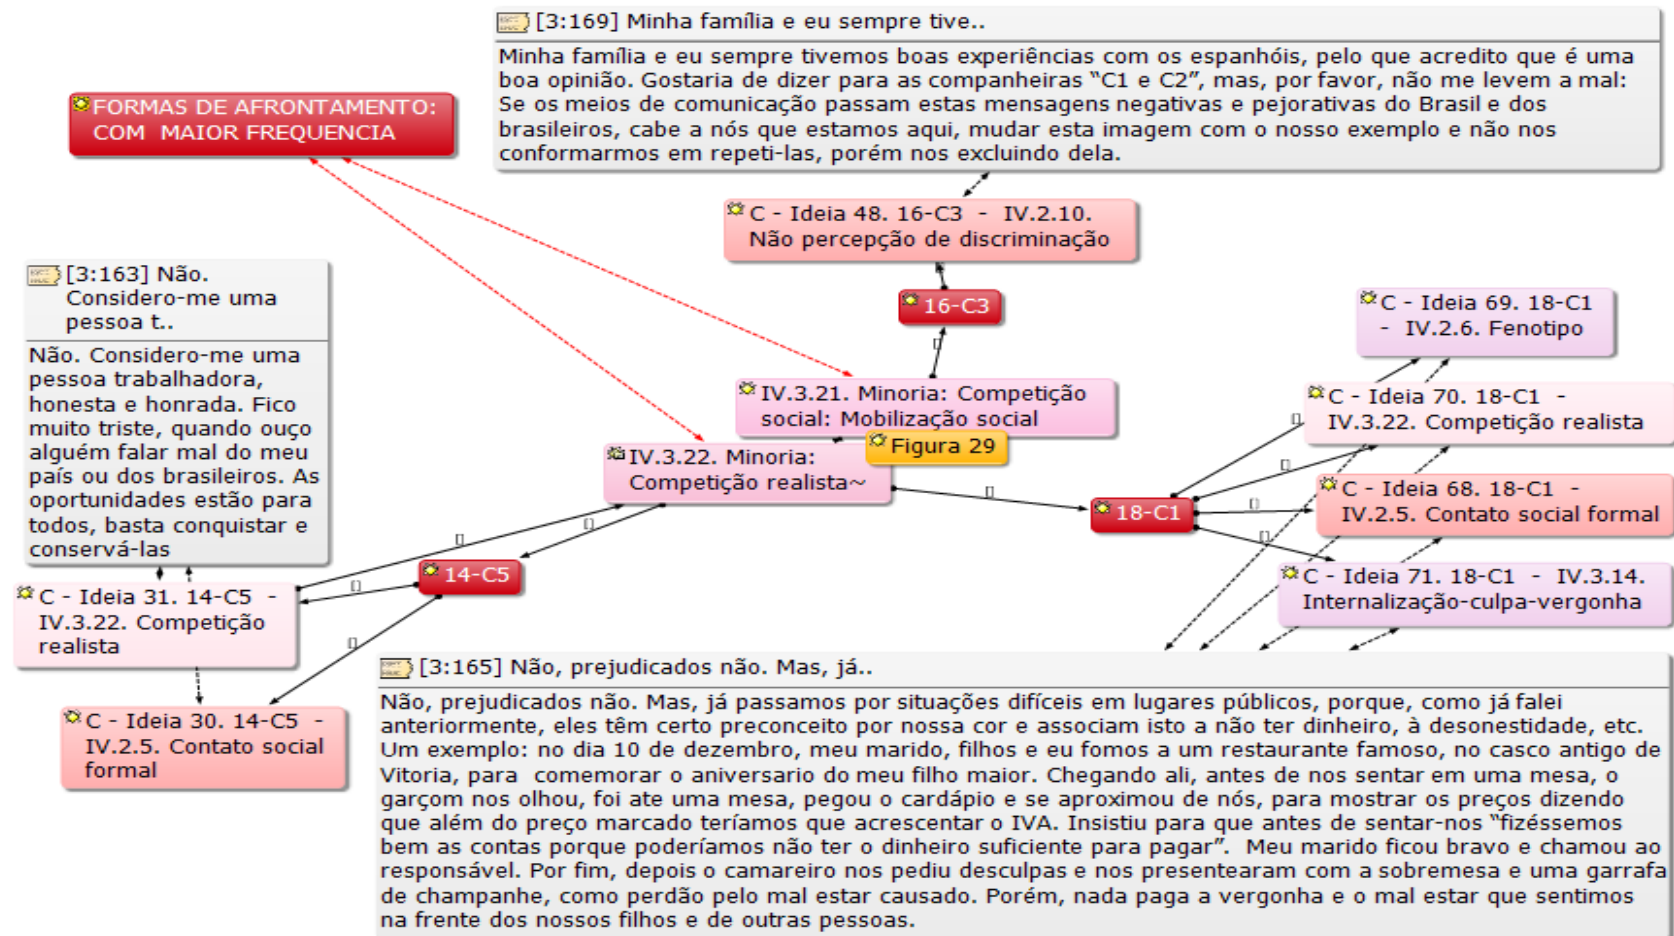 [3:169] Minha família e eu sempre tive..
Minha família e eu sempre tivemos boas experiências com os espanhóis, pelo que acredito que é uma
boa opinião. Gostaria de dizer para as companheiras “C1 e C2”, mas, por favor, não me levem a mal:
Se os meios de comunicação passam estas mensagens negativas e pejorativas do Brasil e dos
brasileiros, cabe a nós que estamos aqui, mudar esta imagem com o nosso exemplo e não nos
conformarmos em repeti-las, porém nos excluindo dela.
FORMAS DE AFRONTAMENTO:
COM MAIOR FREQUENCIA
C - Ideia 48. 16-C3 - IV.2.10.
Não percepção de discriminação
[3:163] Não.
Considero-me uma
pessoa t..
Não. Considero-me uma
pessoa trabalhadora,
honesta e honrada. Fico
muito triste, quando ouço
alguém falar mal do meu
país ou dos brasileiros. As
oportunidades estão para
todos, basta conquistar e
conservá-las
16-C3
C - Ideia 69. 18-C1
- IV.2.6. Fenotipo
[]
IV.3.21. Minoria: Competição
social: Mobilização social
C - Ideia 70. 18-C1 -
IV.3.22. Competição realista
[]
Figura 29
IV.3.22. Minoria:
Competição realista~
[]
[]
C - Ideia 68. 18-C1 -
IV.2.5. Contato social formal
[]
18-C1
[]
[]
[]
[]
14-C5
C - Ideia 71. 18-C1 - IV.3.14.
Internalização-culpa-vergonha
[]
C - Ideia 31. 14-C5 -
IV.3.22. Competição
realista
[]
C - Ideia 30. 14-C5 -
IV.2.5. Contato social
formal
[3:165] Não, prejudicados não. Mas, já..
Não, prejudicados não. Mas, já passamos por situações difíceis em lugares públicos, porque, como já falei
anteriormente, eles têm certo preconceito por nossa cor e associam isto a não ter dinheiro, à desonestidade, etc.
Um exemplo: no dia 10 de dezembro, meu marido, filhos e eu fomos a um restaurante famoso, no casco antigo de
Vitoria, para comemorar o aniversario do meu filho maior. Chegando ali, antes de nos sentar em uma mesa, o
garçom nos olhou, foi ate uma mesa, pegou o cardápio e se aproximou de nós, para mostrar os preços dizendo
que além do preço marcado teríamos que acrescentar o IVA. Insistiu para que antes de sentar-nos “fizéssemos
bem as contas porque poderíamos não ter o dinheiro suficiente para pagar”. Meu marido ficou bravo e chamou ao
responsável. Por fim, depois o camareiro nos pediu desculpas e nos presentearam com a sobremesa e uma garrafa
de champanhe, como perdão pelo mal estar causado. Porém, nada paga a vergonha e o mal estar que sentimos
na frente dos nossos filhos e de outras pessoas.